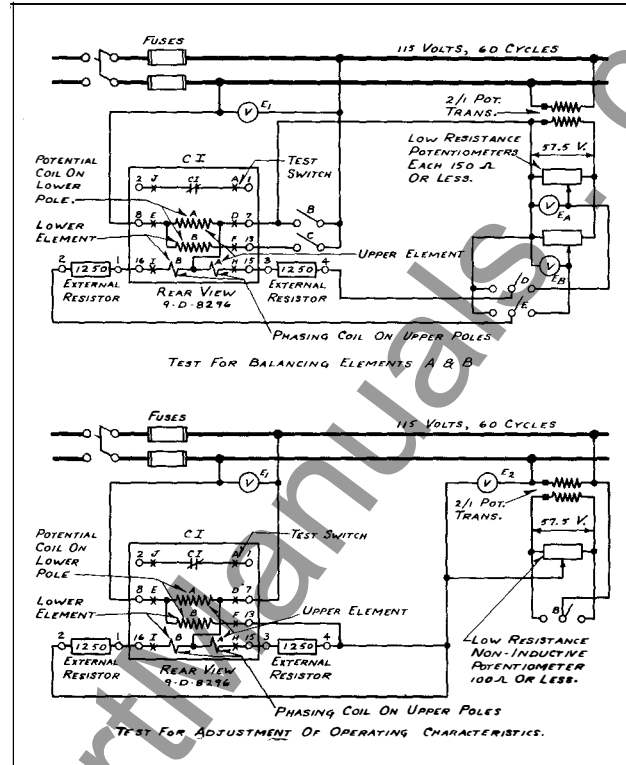 FUSES
115 VOLTS, 60 CYCLES
V E1
2/1 POT.
TRANS.
CI
POTENTIAL
COIL ON
LOWER
POLE.
2 J CI A 1
TEST
SWITCH
LOW RESISTANCE
POTENTIOMETERS
EACH 150 Ω
OR LESS.
57.5 V.
8 E A D 7
B
V EA
LOWER
ELEMENT
B F 13
C
UPPER ELEMENT
V EB
2 1250 1 16 I B A H 15 3 1250 4
D
E
EXTERNAL
RESISTOR
REAR VIEW
9-D-8296
EXTERNAL
RESISTOR
PHASING COIL ON UPPER POLES
TEST FOR BALANCING ELEMENTS A & B
FUSES
115 VOLTS, 60 CYCLES
V E1
V E2
2/1 POT.
TRANS.
CI
POTENTIAL
COIL ON
LOWER
POLE
2 J CI A 1
TEST
SWITCH
57.5 V.
8 E A D 7
LOWER
ELEMENT
B F 13
UPPER ELEMENT
B
2 1250 1 16 I B A H 15 3 1250 4
EXTERNAL
RESISTOR
REAR VIEW
9-D-8296
EXTERNAL
RESISTOR
LOW RESISTANCE
NON-INDUCTIVE
POTENTIOMETER
100 Ω OR LESS.
PHASING COIL ON UPPER POLES
TEST FOR ADJUSTMENT OF OPERATING CHARACTERISTICS.